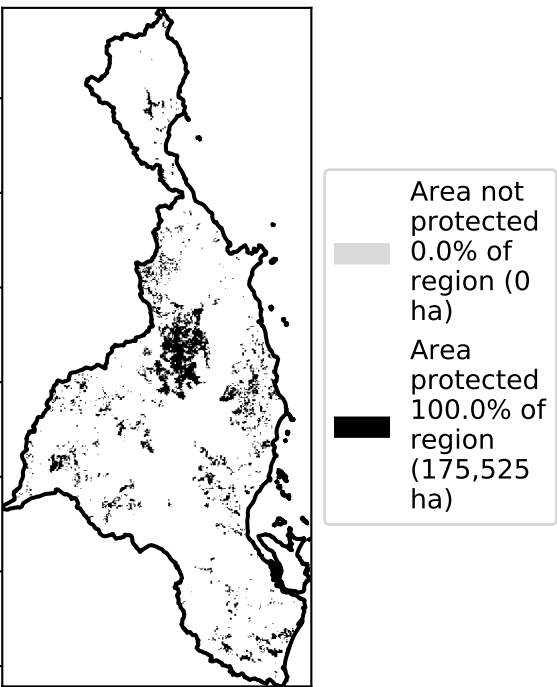 Area not
protected
0.0% of
region (0
ha)
Area
protected
100.0% of
region
(175,525
ha)